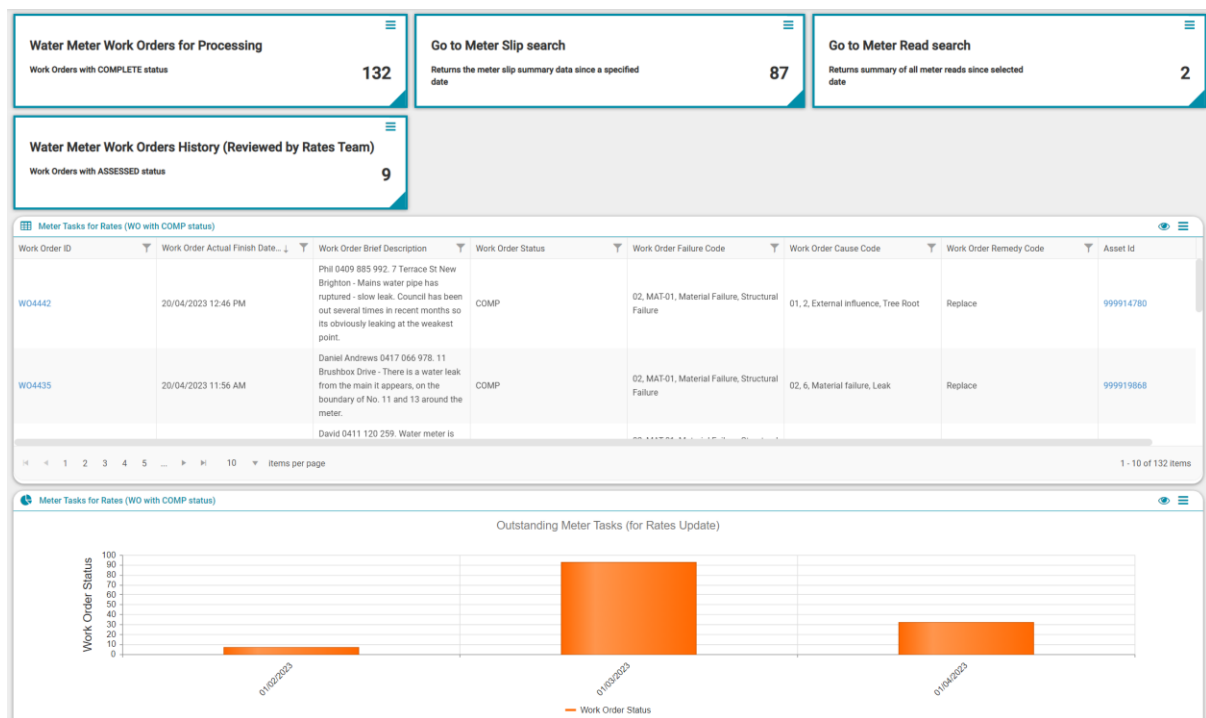 Water Meter Work Orders for Processing
Work Orders with COMPLETE status
132
Go to Meter Slip search
Returns the meter slip summary data since a specified
date
87
Go to Meter Read search
Returns summary of all meter reads since selected
date
2
Water Meter Work Orders History (Reviewed by Rates Team)
Work Orders with ASSESSED status
9
Meter Tasks for Rates (WO with COMP status)
Work Order ID
Work Order Actual Finish Date... ↓
Work Order Brief Description
Work Order Status
Work Order Failure Code
Work Order Cause Code
Work Order Remedy Code
Asset Id
WO4442
20/04/2023 12:46 PM
Phil 0409 885 992. 7 Terrace St New
Brighton - Mains water pipe has
ruptured - slow leak. Council has been
out several times in recent months so
its obviously leaking at the weakest
point.
COMP
02, MAT-01, Material Failure, Structural
Failure
01, 2, External influence, Tree Root
Replace
999914780
WO4435
20/04/2023 11:56 AM
Daniel Andrews 0417 066 978. 11
Brushbox Drive - There is a water leak
from the main it appears, on the
boundary of No. 11 and 13 around the
meter.
COMP
02, MAT-01, Material Failure, Structural
Failure
02, 6, Material failure, Leak
Replace
999919868
David 0411 120 259. Water meter is
1 2 3 4 5 ... 10 items per page
1 - 10 of 132 items
Meter Tasks for Rates (WO with COMP status)
Outstanding Meter Tasks (for Rates Update)
Work Order Status
100
90
80
70
60
50
40
30
20
10
0
01/02/2023
01/03/2023
01/04/2023
Work Order Status